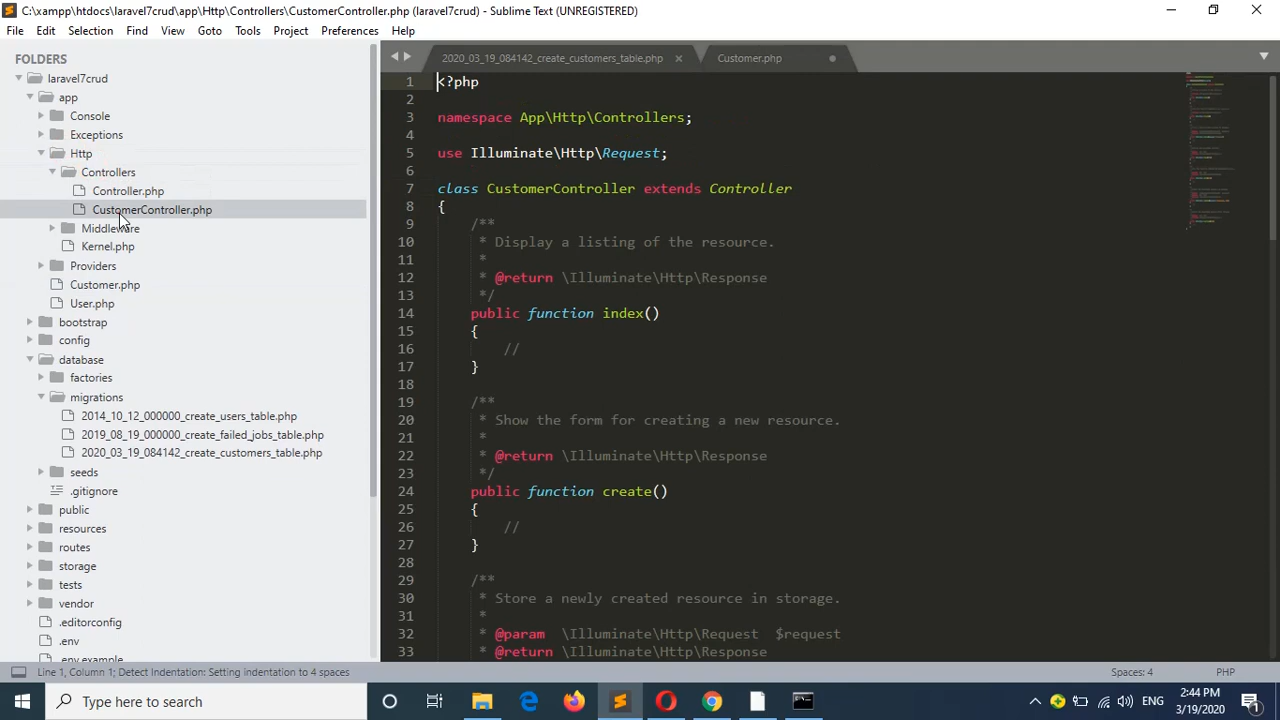 C:\xampp\htdocs\laravel7crud\app\Http\Controllers\CustomerController.php (laravel7crud) - Sublime Text (UNREGISTERED)
File Edit Selection Find View Goto Tools Project Preferences Help
FOLDERS
laravel7crud
app
Console
Exceptions
Http
Controllers
Controller.php
CustomerController.php
Middleware
Kernel.php
Providers
Customer.php
User.php
bootstrap
config
database
factories
migrations
2014_10_12_000000_create_users_table.php
2019_08_19_000000_create_failed_jobs_table.php
2020_03_19_084142_create_customers_table.php
seeds
.gitignore
public
resources
routes
storage
tests
vendor
.editorconfig
.env
.env.example
2020_03_19_084142_create_customers_table.php
Customer.php
1 <?php
2
3 namespace App\Http\Controllers;
4
5 use Illuminate\Http\Request;
6
7 class CustomerController extends Controller
8 {
9 /**
10 * Display a listing of the resource.
11 *
12 * @return \Illuminate\Http\Response
13 */
14 public function index()
15 {
16 //
17 }
18
19 /**
20 * Show the form for creating a new resource.
21 *
22 * @return \Illuminate\Http\Response
23 */
24 public function create()
25 {
26 //
27 }
28
29 /**
30 * Store a newly created resource in storage.
31 *
32 * @param \Illuminate\Http\Request $request
33 * @return \Illuminate\Http\Response
Line 1, Column 1; Detect Indentation: Setting indentation to 4 spaces
Spaces: 4
PHP
Type here to search
ENG
2:44 PM
3/19/2020
1